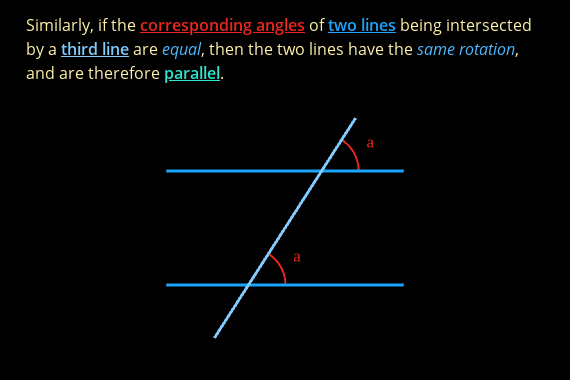 Similarly, if the corresponding angles of two lines being intersected
by a third line are equal, then the two lines have the same rotation,
and are therefore parallel.
a
a